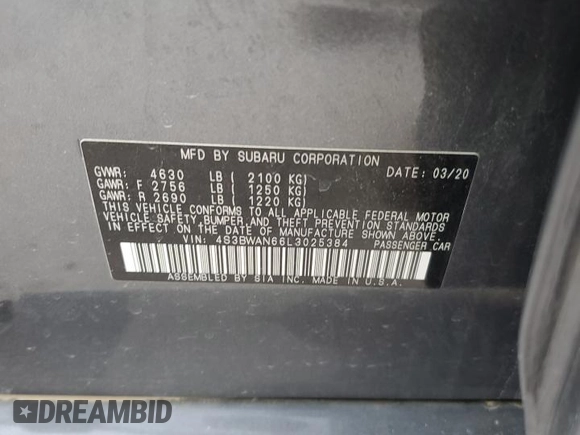 MFD BY SUBARU CORPORATION
GVWR: 4630 LB ( 2100 KG) DATE: 03/20
GAWR: F 2756 LB ( 1250 KG)
GAWR: R 2690 LB ( 1220 KG)
THIS VEHICLE CONFORMS TO ALL APPLICABLE FEDERAL MOTOR
VEHICLE SAFETY, BUMPER, AND THEFT PREVENTION STANDARDS
IN EFFECT ON THE DATE OF MANUFACTURE SHOWN ABOVE.
VIN: 4S3BWAN66L3025384 PASSENGER CAR
ASSEMBLED BY SIA INC. MADE IN U.S.A.
DREAMBID